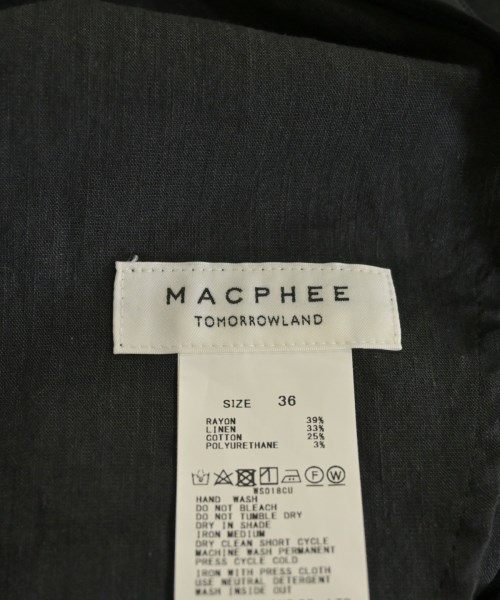 MACPHEE
TOMORROWLAND
SIZE 36
RAYON 39%
LINEN 33%
COTTON 25%
POLYURETHANE 3%
F W
WS018CU
HAND WASH
DO NOT BLEACH
DO NOT TUMBLE DRY
DRY IN SHADE
IRON MEDIUM
DRY CLEAN SHORT CYCLE
MACHINE WASH PERMANENT
PRESS CYCLE COLD
IRON WITH PRESS CLOTH
USE NEUTRAL DETERGENT
WASH INSIDE OUT